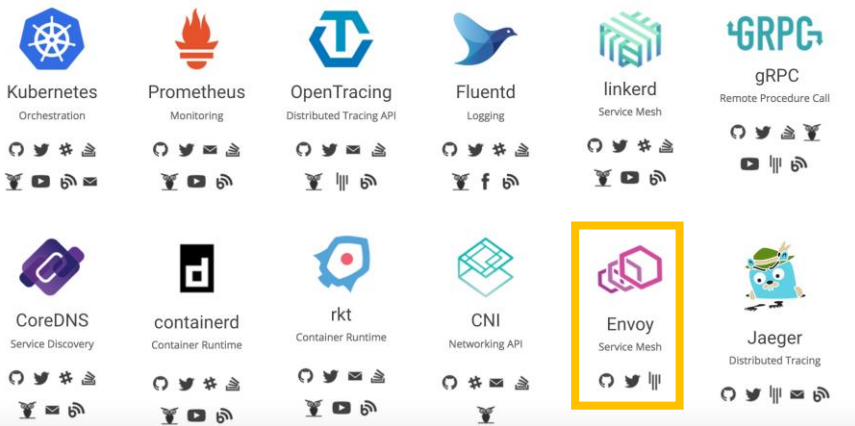 GRPC
Kubernetes
Orchestration
Prometheus
Monitoring
OpenTracing
Distributed Tracing API
Fluentd
Logging
linkerd
Service Mesh
gRPC
Remote Procedure Call
d
CoreDNS
Service Discovery
containerd
Container Runtime
rkt
Container Runtime
CNI
Networking API
Envoy
Service Mesh
Jaeger
Distributed Tracing